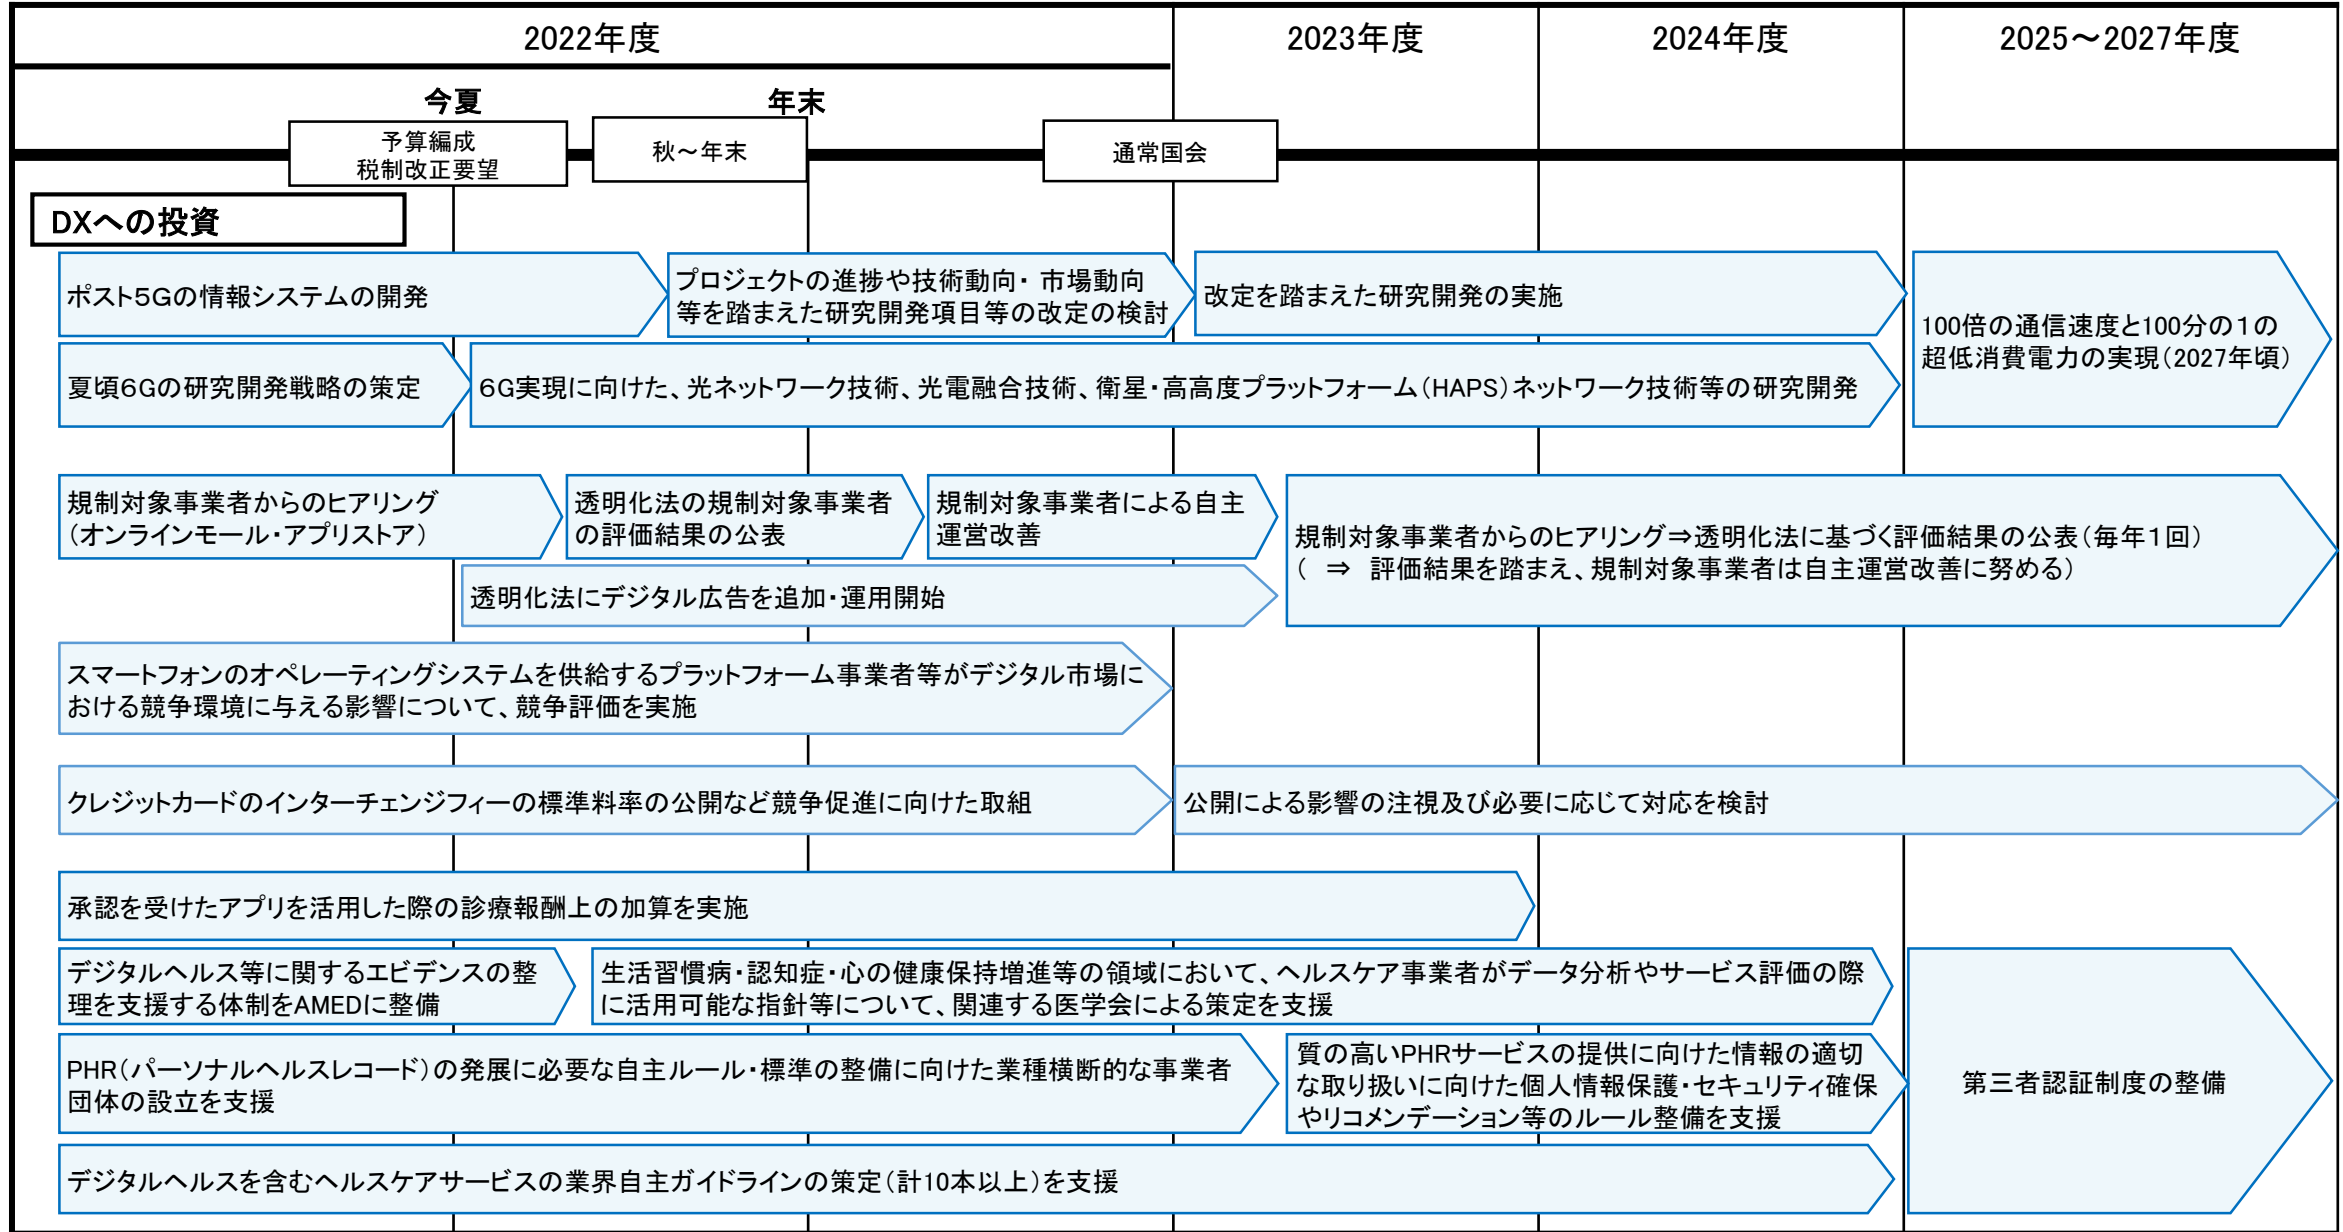 2022年度
2023年度
2024年度
2025～2027年度
今夏
年末
予算編成
税制改正要望
秋～年末
通常国会
DXへの投資
ポスト5Gの情報システムの開発
プロジェクトの進捗や技術動向・ 市場動向
等を踏まえた研究開発項目等の改定の検討
改定を踏まえた研究開発の実施
100倍の通信速度と100分の１の
超低消費電力の実現（2027年頃）
夏頃６Gの研究開発戦略の策定
６G実現に向けた、光ネットワーク技術、光電融合技術、衛星・高高度プラットフォーム（HAPS）ネットワーク技術等の研究開発
規制対象事業者からのヒアリング
（オンラインモール・アプリストア）
透明化法の規制対象事業者
の評価結果の公表
規制対象事業者による自主
運営改善
規制対象事業者からのヒアリング⇒透明化法に基づく評価結果の公表（毎年１回）
（　⇒　評価結果を踏まえ、規制対象事業者は自主運営改善に努める）
透明化法にデジタル広告を追加・運用開始
スマートフォンのオペレーティングシステムを供給するプラットフォーム事業者等がデジタル市場に
おける競争環境に与える影響について、競争評価を実施
クレジットカードのインターチェンジフィーの標準料率の公開など競争促進に向けた取組
公開による影響の注視及び必要に応じて対応を検討
承認を受けたアプリを活用した際の診療報酬上の加算を実施
デジタルヘルス等に関するエビデンスの整
理を支援する体制をAMEDに整備
生活習慣病・認知症・心の健康保持増進等の領域において、ヘルスケア事業者がデータ分析やサービス評価の際
に活用可能な指針等について、関連する医学会による策定を支援
PHR（パーソナルヘルスレコード）の発展に必要な自主ルール・標準の整備に向けた業種横断的な事業者
団体の設立を支援
質の高いPHRサービスの提供に向けた情報の適切
な取り扱いに向けた個人情報保護・セキュリティ確保
やリコメンデーション等のルール整備を支援
第三者認証制度の整備
デジタルヘルスを含むヘルスケアサービスの業界自主ガイドラインの策定（計10本以上）を支援